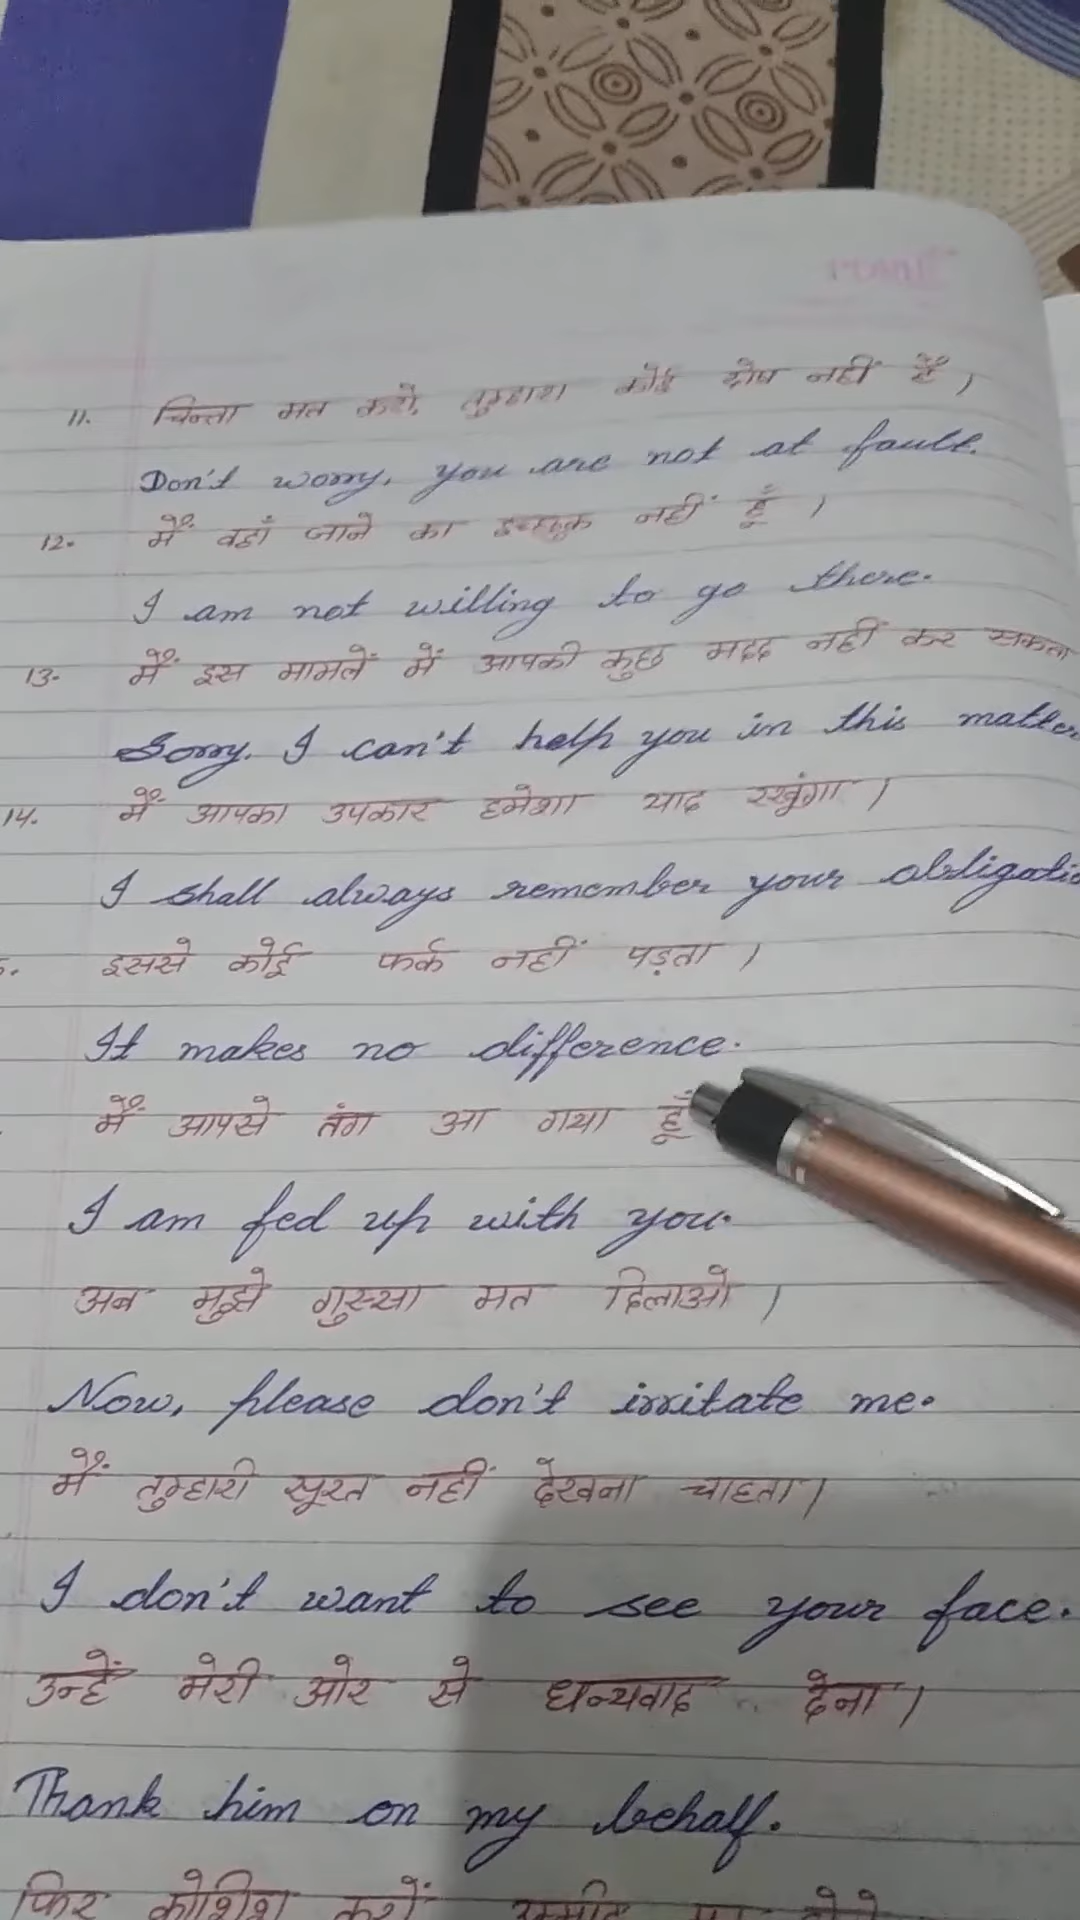 11. चिन्ता मत करो, तुम्हारा कोई दोष नहीं है ।
Don't worry, you are not at fault.
12. मैं वहाँ जाने का इच्छुक नहीं हूँ ।
I am not willing to go there.
13. मैं इस मामलें में आपकी कुछ मदद नहीं कर सकता
Sorry. I can't help you in this matter
14. मैं आपका उपकार हमेशा याद रखुंगा ।
I shall always remember your obligatio
इससे कोई फर्क नहीं पड़ता ।
It makes no difference.
मैं आपसे तंग आ गया हूँ
I am fed up with you.
अब मुझे गुस्सा मत दिलाओ ।
Now, please don't irritate me.
मैं तुम्हारी सूरत नहीं देखना चाहता ।
I don't want to see your face.
उन्हें मेरी ओर से धन्यवाद देना ।
Thank him on my behalf.
फिर कोशिश करों